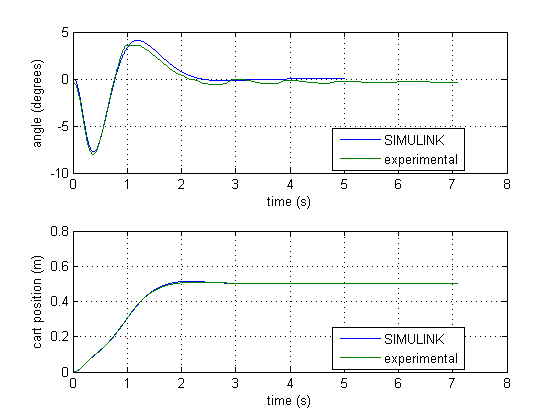 5
0
-5
-10
angle (degrees)
0 1 2 3 4 5 6 7 8
time (s)
SIMULINK
experimental
0.8
0.6
0.4
0.2
0
cart position (m)
0 1 2 3 4 5 6 7 8
time (s)
SIMULINK
experimental